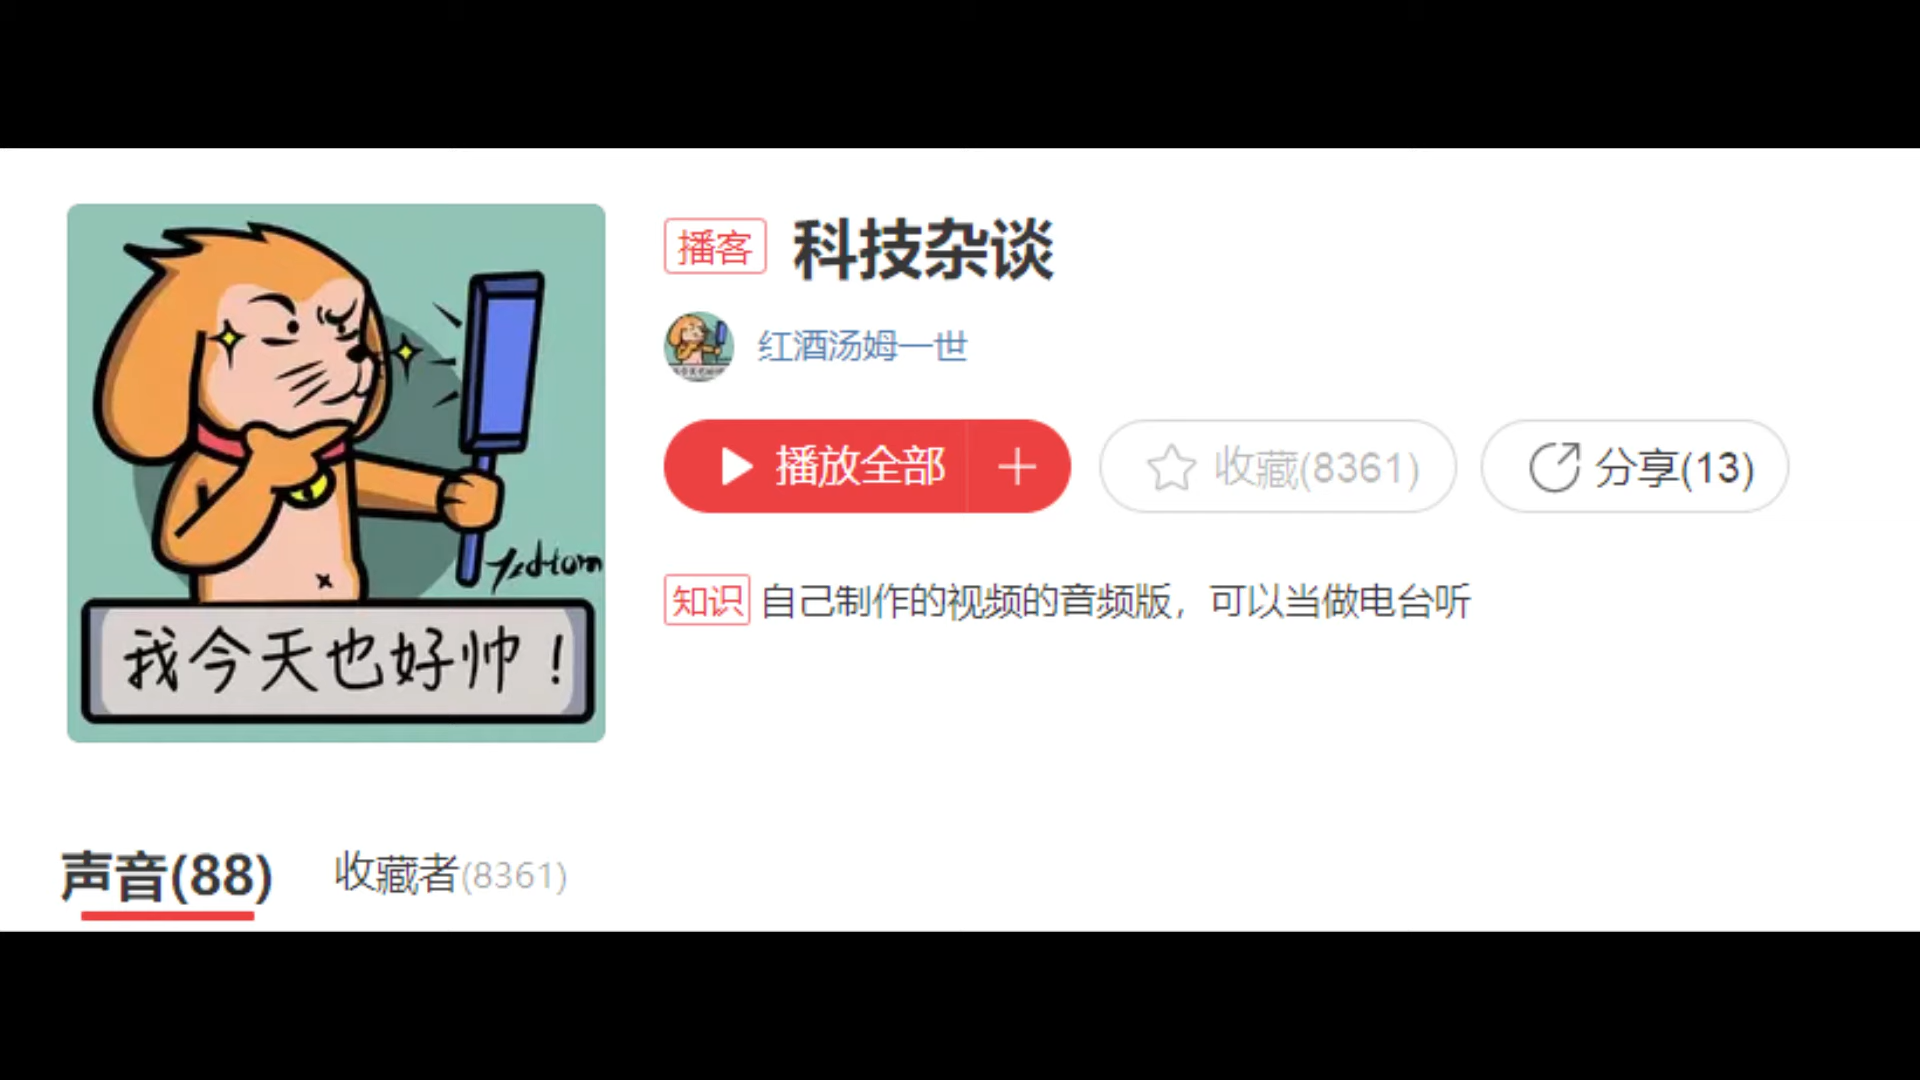 播客 科技杂谈
红酒汤姆一世
播放全部
收藏(8361)
分享(13)
知识 自己制作的视频的音频版，可以当做电台听
redtom
我今天也好帅！
声音(88) 收藏者(8361)